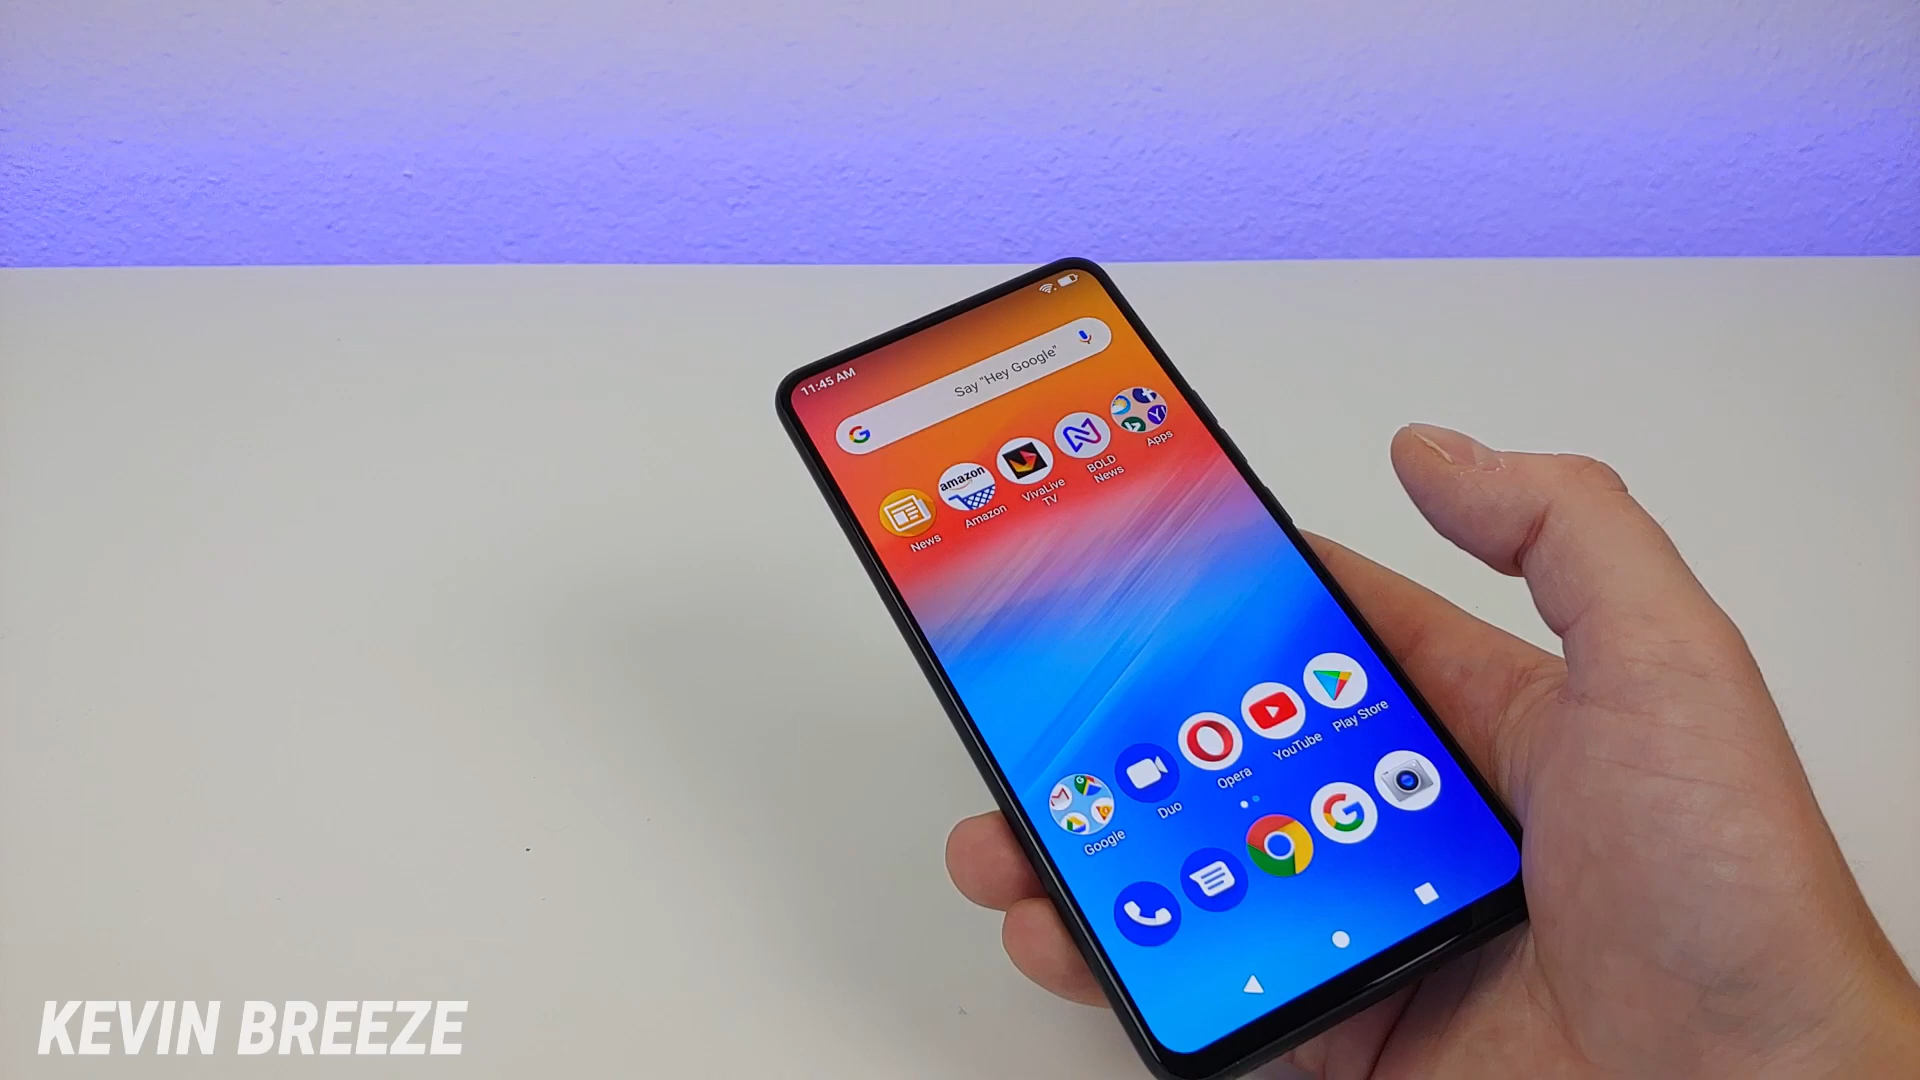 11:45 AM
Say "Hey Google"
amazon
News
Amazon
VivaLive
TV
BOLD
News
Apps
Google
Duo
Opera
YouTube
Play Store
KEVIN BREEZE